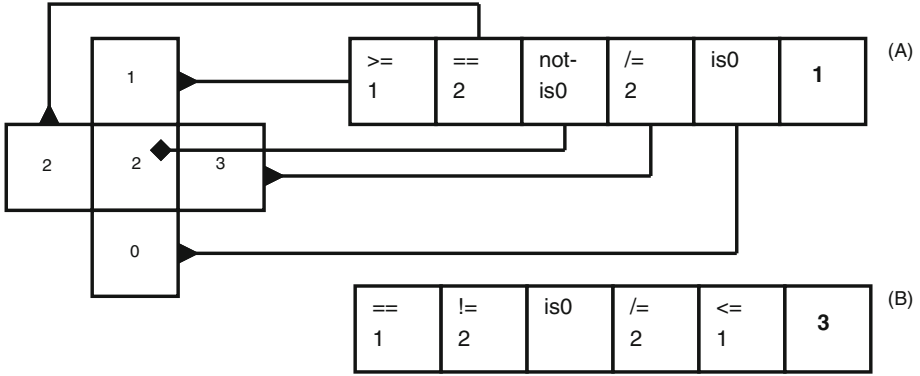 1
2 2 3
0
>= == not- /= is0 1
1 2 is0 2
(A)
== != is0 /= <= 3
1 2 2 1
(B)